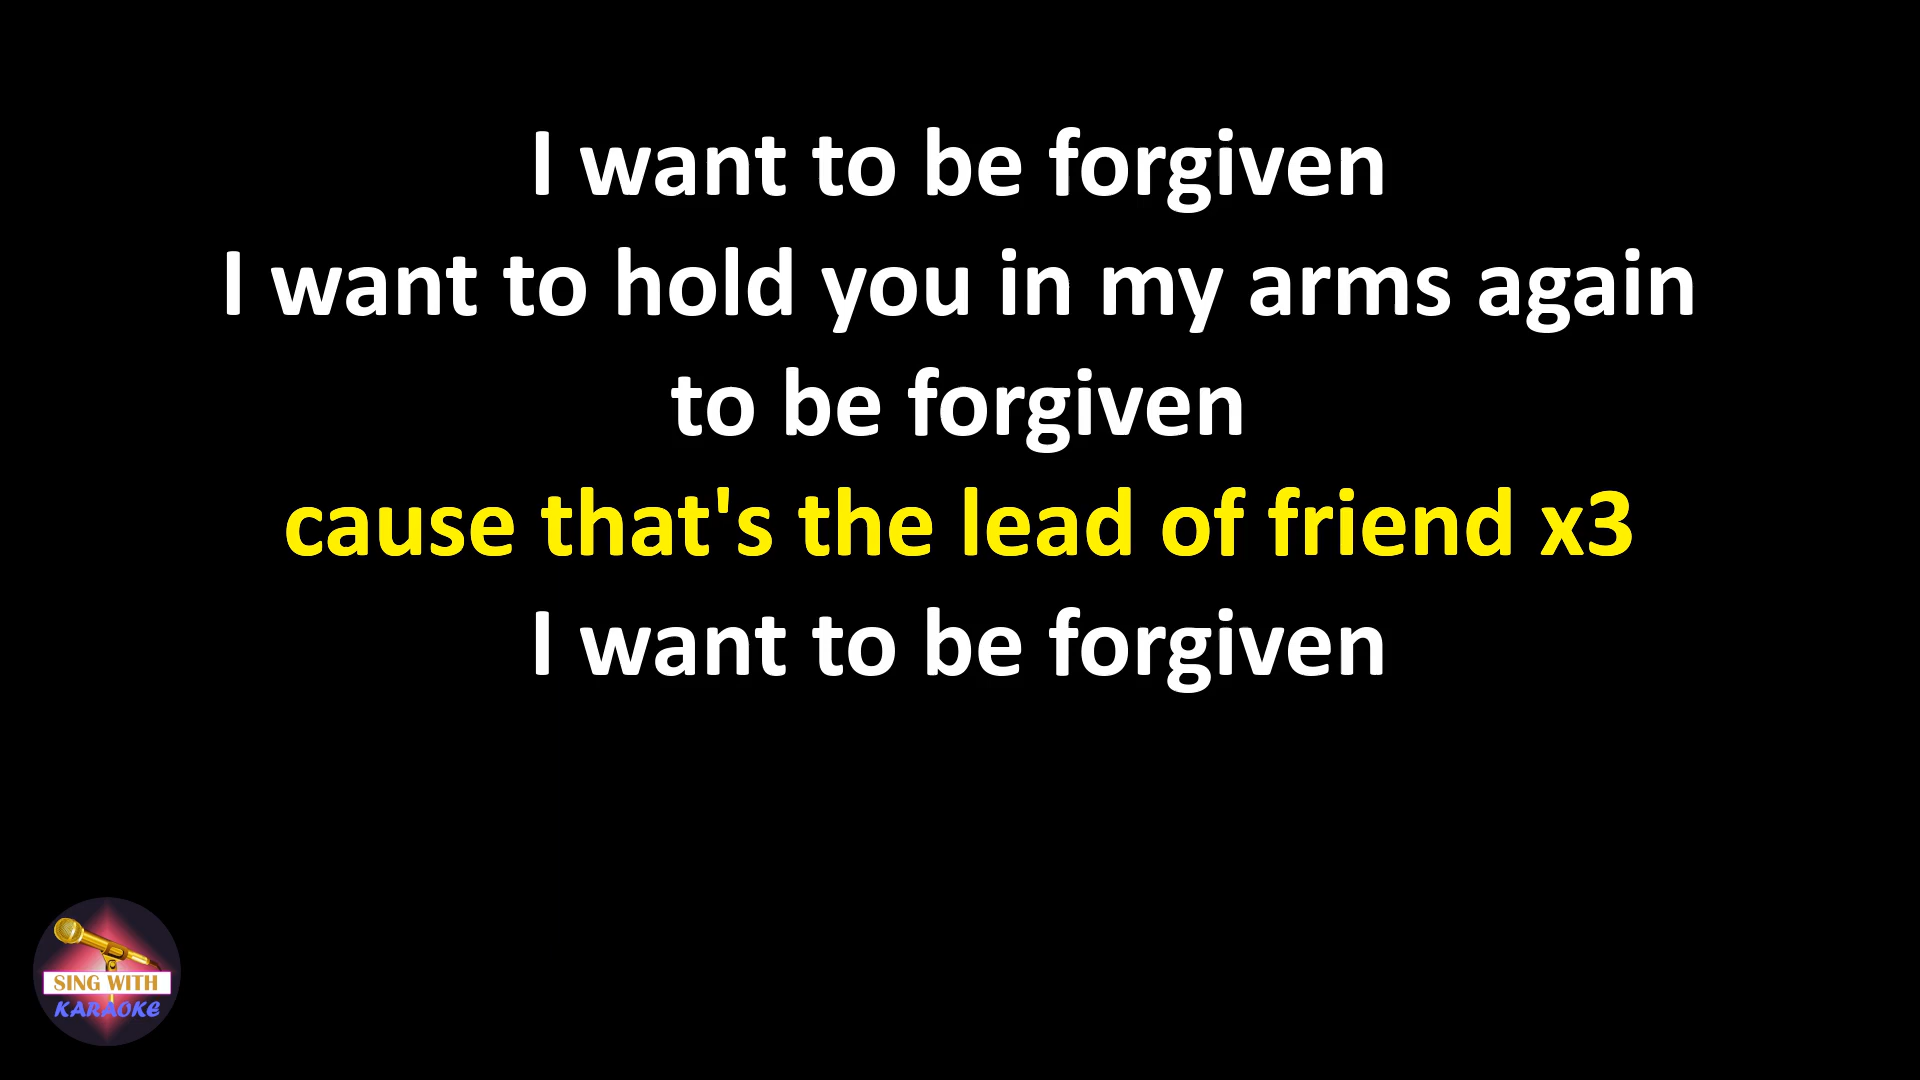 I want to be forgiven
I want to hold you in my arms again
to be forgiven
cause that's the lead of friend x3
I want to be forgiven
SING WITH
KARAOKE